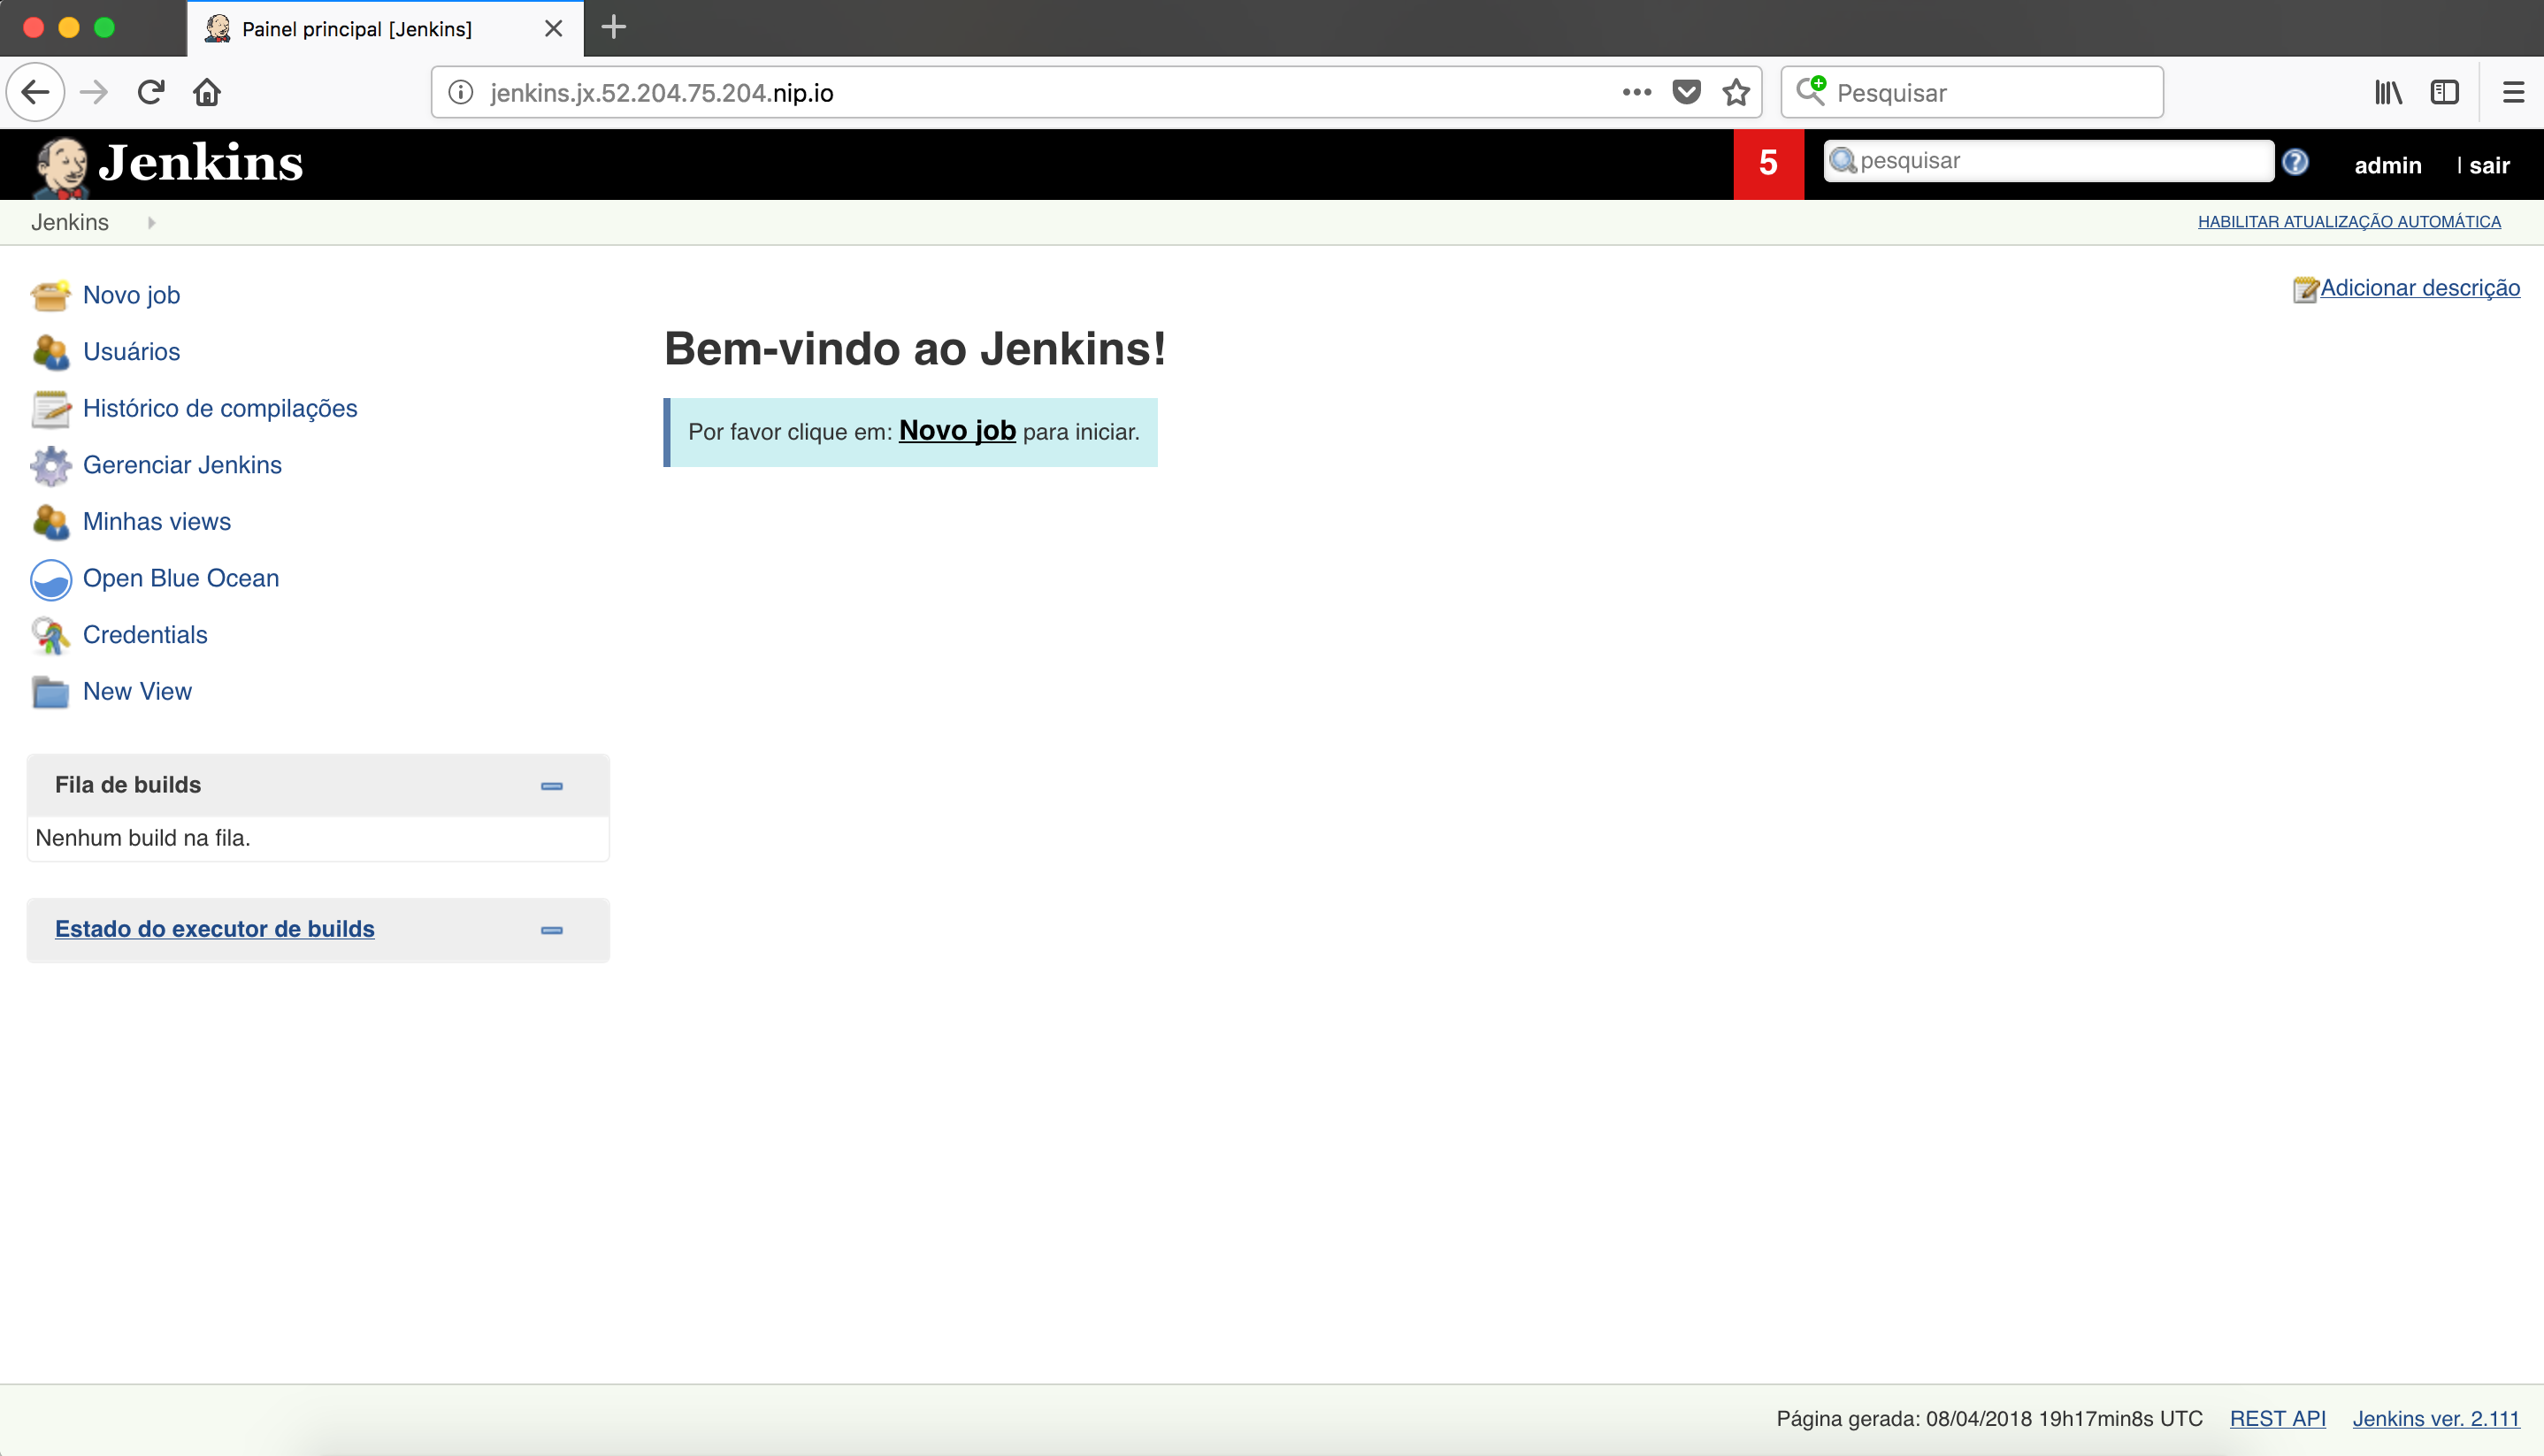 Painel principal [Jenkins]
jenkins.jx.52.204.75.204.nip.io
Pesquisar
Jenkins
5
pesquisar
admin
| sair
Jenkins
HABILITAR ATUALIZAÇÃO AUTOMÁTICA
Novo job
Usuários
Histórico de compilações
Gerenciar Jenkins
Minhas views
Open Blue Ocean
Credentials
New View
Fila de builds
Nenhum build na fila.
Estado do executor de builds
Adicionar descrição
Bem-vindo ao Jenkins!
Por favor clique em: Novo job para iniciar.
Página gerada: 08/04/2018 19h17min8s UTC
REST API
Jenkins ver. 2.111